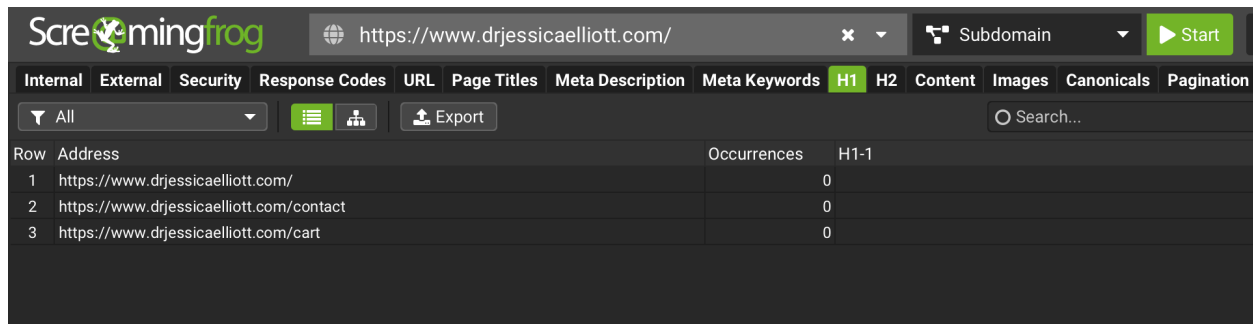 Screamingfrog https://www.drjessicaelliott.com/ Subdomain Start
Internal External Security Response Codes URL Page Titles Meta Description Meta Keywords H1 H2 Content Images Canonicals Pagination
All Export Search...
Row Address Occurrences H1-1
1 https://www.drjessicaelliott.com/ 0
2 https://www.drjessicaelliott.com/contact 0
3 https://www.drjessicaelliott.com/cart 0